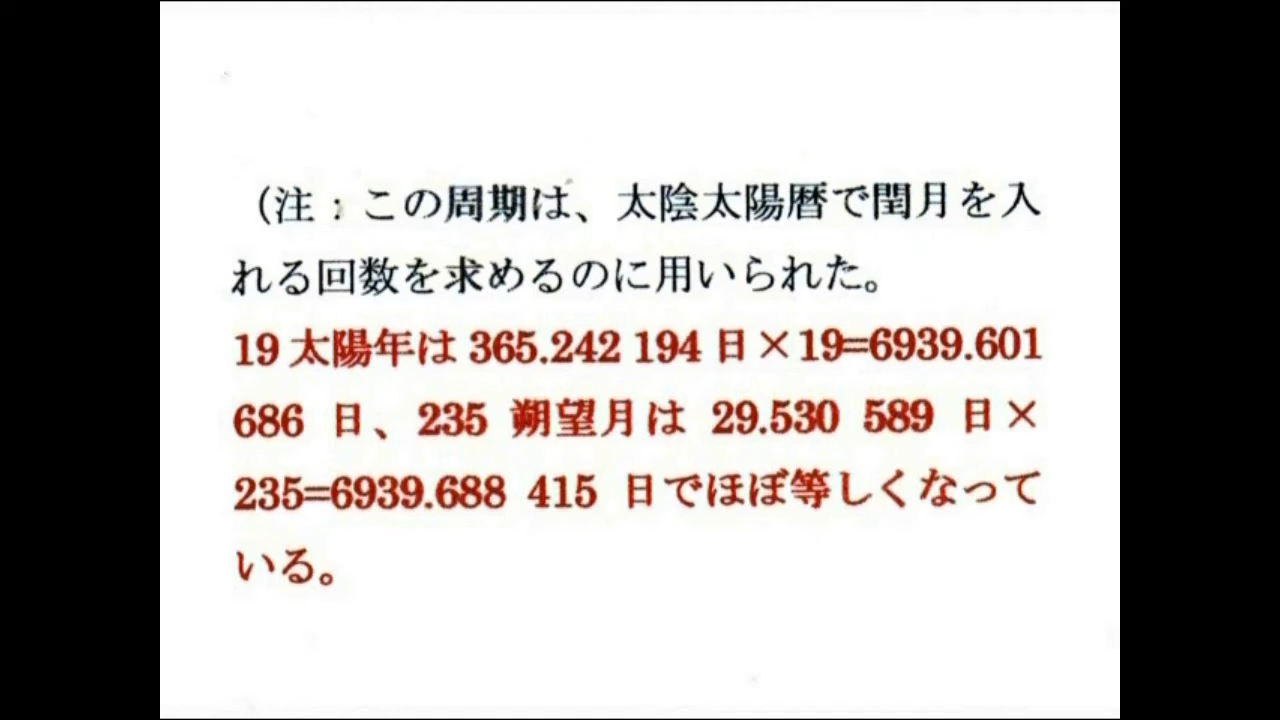 （注：この周期は、太陰太陽暦で閏月を入
れる回数を求めるのに用いられた。
19 太陽年は 365.242 194 日×19=6939.601
686 日、235 朔望月は 29.530 589 日×
235=6939.688 415 日でほぼ等しくなって
いる。